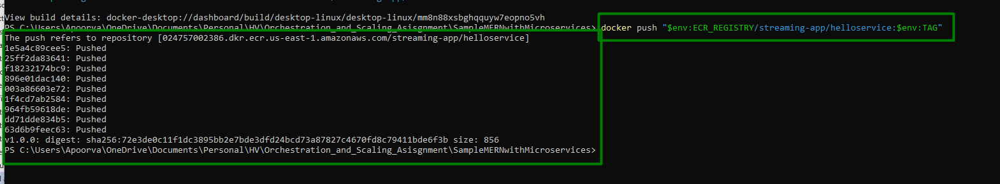 View build details: docker-desktop://dashboard/build/desktop-linux/desktop-linux/mm8n88xsbghqquyw7eopno5vh
PS C:\Users\Apoorva\OneDrive\Documents\Personal\HV\Orchestration_and_Scaling_Asisgnment\SampleMERNwithMicroservices> docker push "$env:ECR_REGISTRY/streaming-app/helloservice:$env:TAG"
The push refers to repository [024757002386.dkr.ecr.us-east-1.amazonaws.com/streaming-app/helloservice]
1e5a4c89cee5: Pushed
25ff2da83641: Pushed
f18232174bc9: Pushed
896e01dac140: Pushed
003a86603e72: Pushed
1f4cd7ab2584: Pushed
964fb59618de: Pushed
dd71dde834b5: Pushed
63d6b9feec63: Pushed
v1.0.0: digest: sha256:72e3de0c11f1dc3895bb2e7bde3dfd24bcd73a87827c4670fd8c79411bde6f3b size: 856
PS C:\Users\Apoorva\OneDrive\Documents\Personal\HV\Orchestration_and_Scaling_Asisgnment\SampleMERNwithMicroservices>